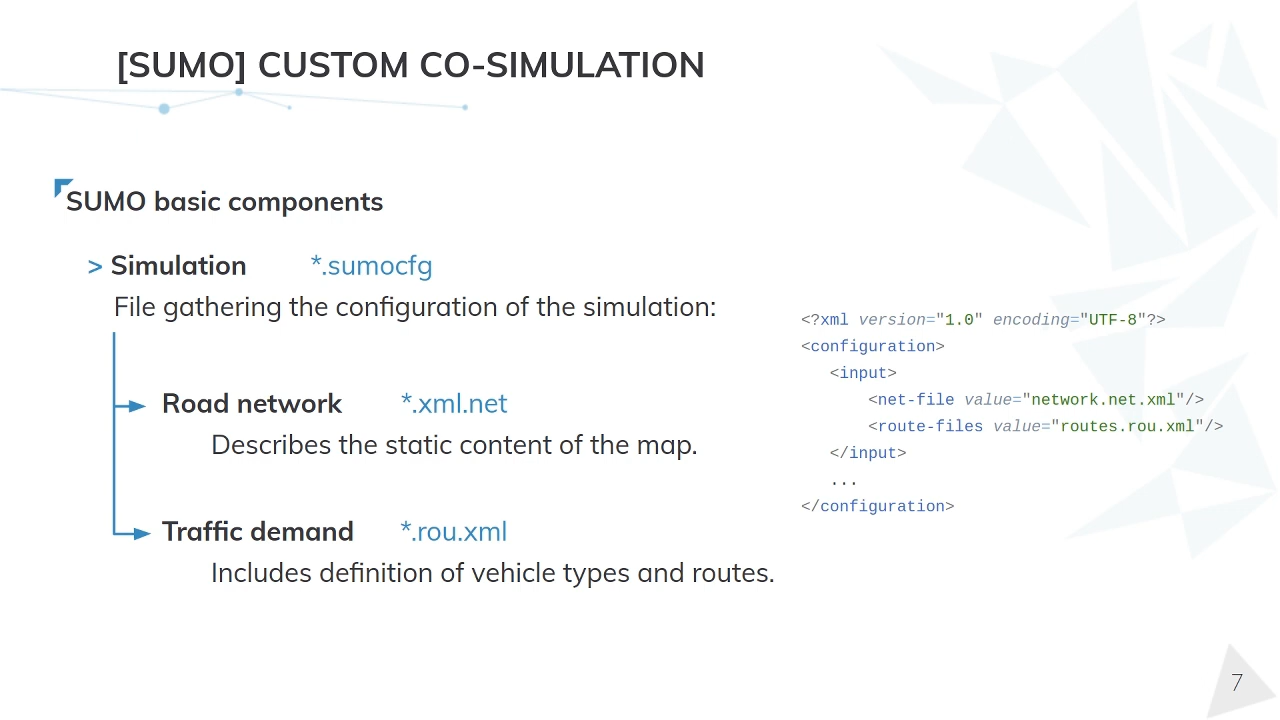 [SUMO] CUSTOM CO-SIMULATION
SUMO basic components
> Simulation *.sumocfg
File gathering the configuration of the simulation:
Road network *.xml.net
Describes the static content of the map.
Traffic demand *.rou.xml
Includes definition of vehicle types and routes.
<?xml version="1.0" encoding="UTF-8"?>
<configuration>
<input>
<net-file value="network.net.xml"/>
<route-files value="routes.rou.xml"/>
</input>
...
</configuration>
7